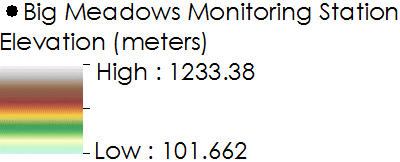 Big Meadows Monitoring Station
Elevation (meters)
High : 1233.38
Low : 101.662